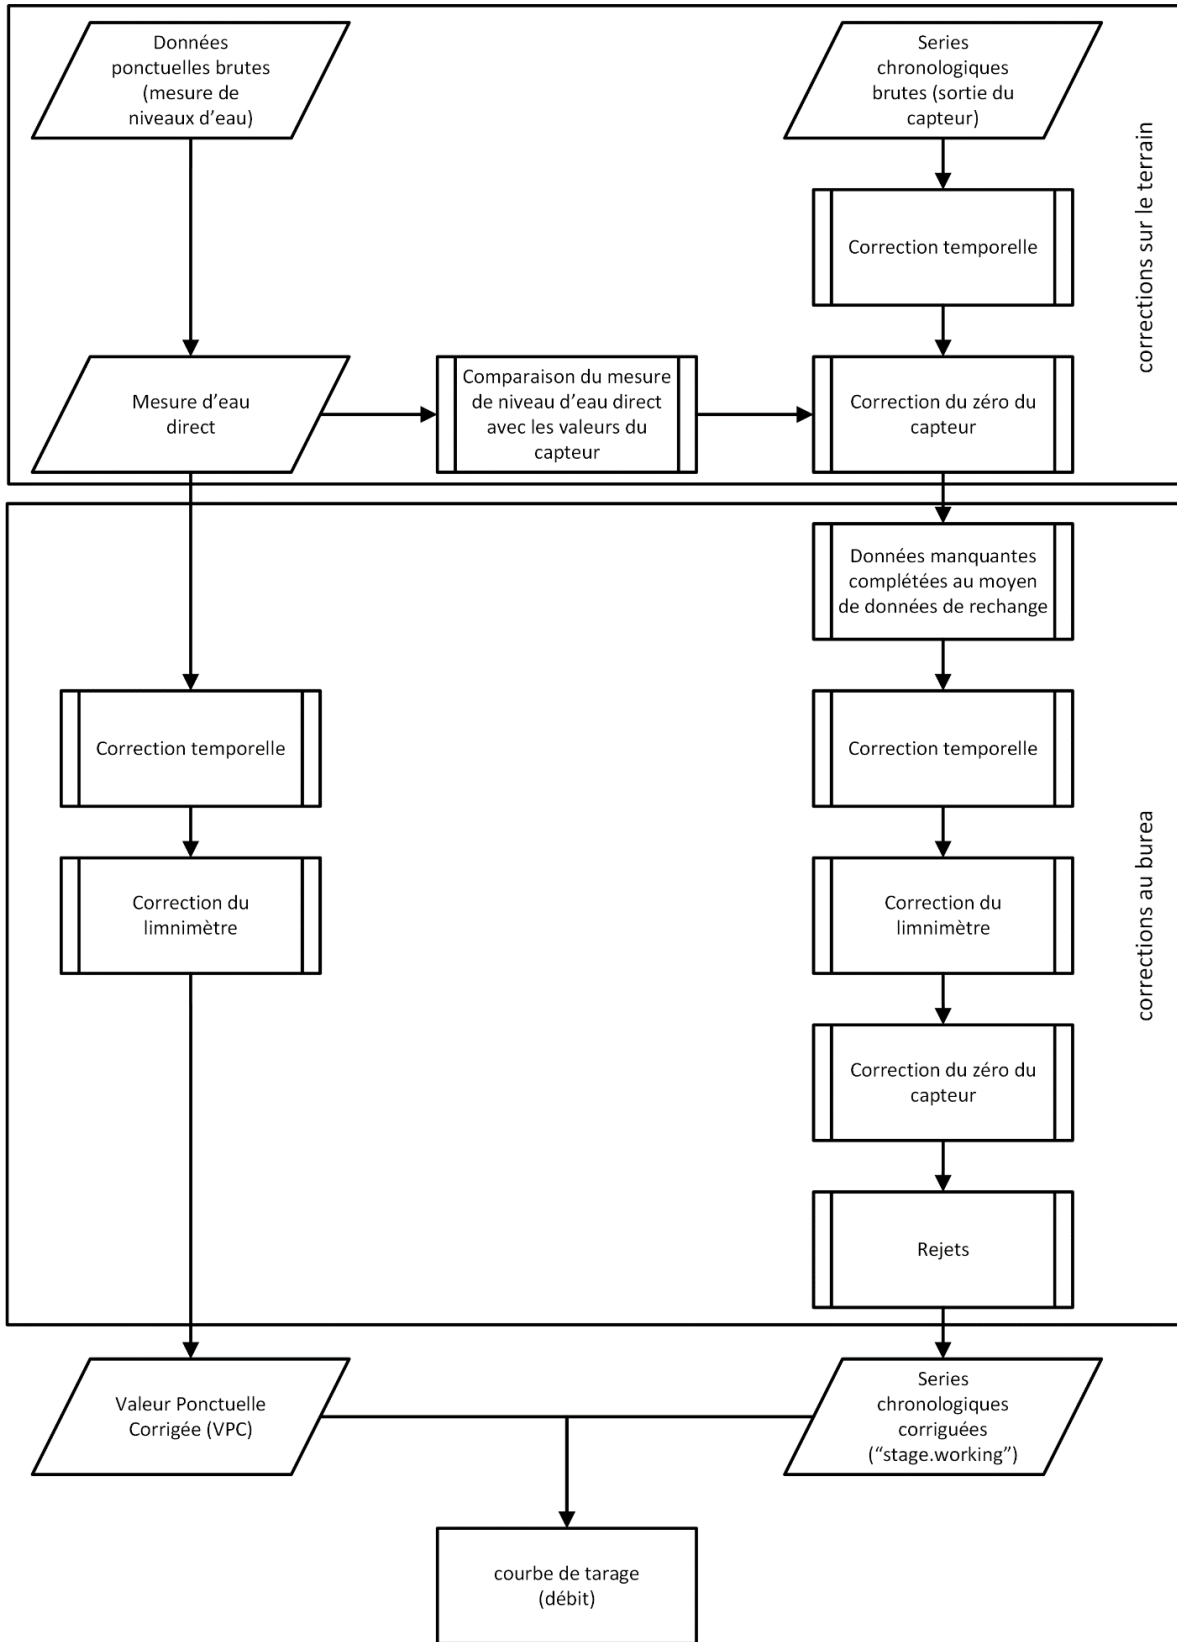 Données
ponctuelles brutes
(mesure de
niveaux d’eau)
Series
chronologiques
brutes (sortie du
capteur)
corrections sur le terrain
Correction temporelle
Mesure d’eau
direct
Comparaison du mesure
de niveau d’eau direct
avec les valeurs du
capteur
Correction du zéro du
capteur
Données manquantes
complétées au moyen
de données de rechange
Correction temporelle
Correction temporelle
corrections au burea
Correction du
limnimètre
Correction du
limnimètre
Correction du zéro du
capteur
Rejets
Valeur Ponctuelle
Corrigée (VPC)
Series
chronologiques
corriguées
(“stage.working”)
courbe de tarage
(débit)